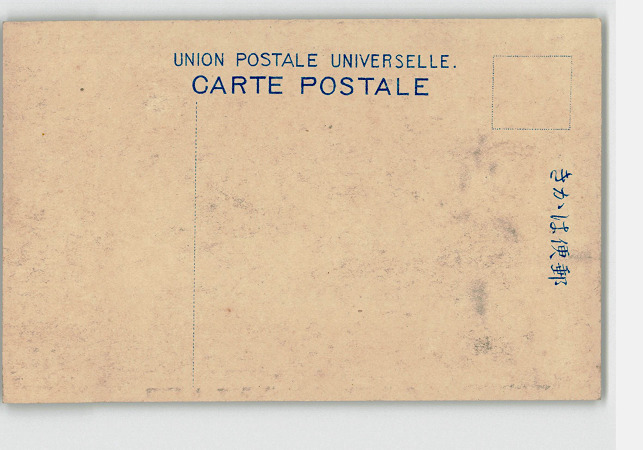 UNION POSTALE UNIVERSELLE.
CARTE POSTALE
きかは便郵